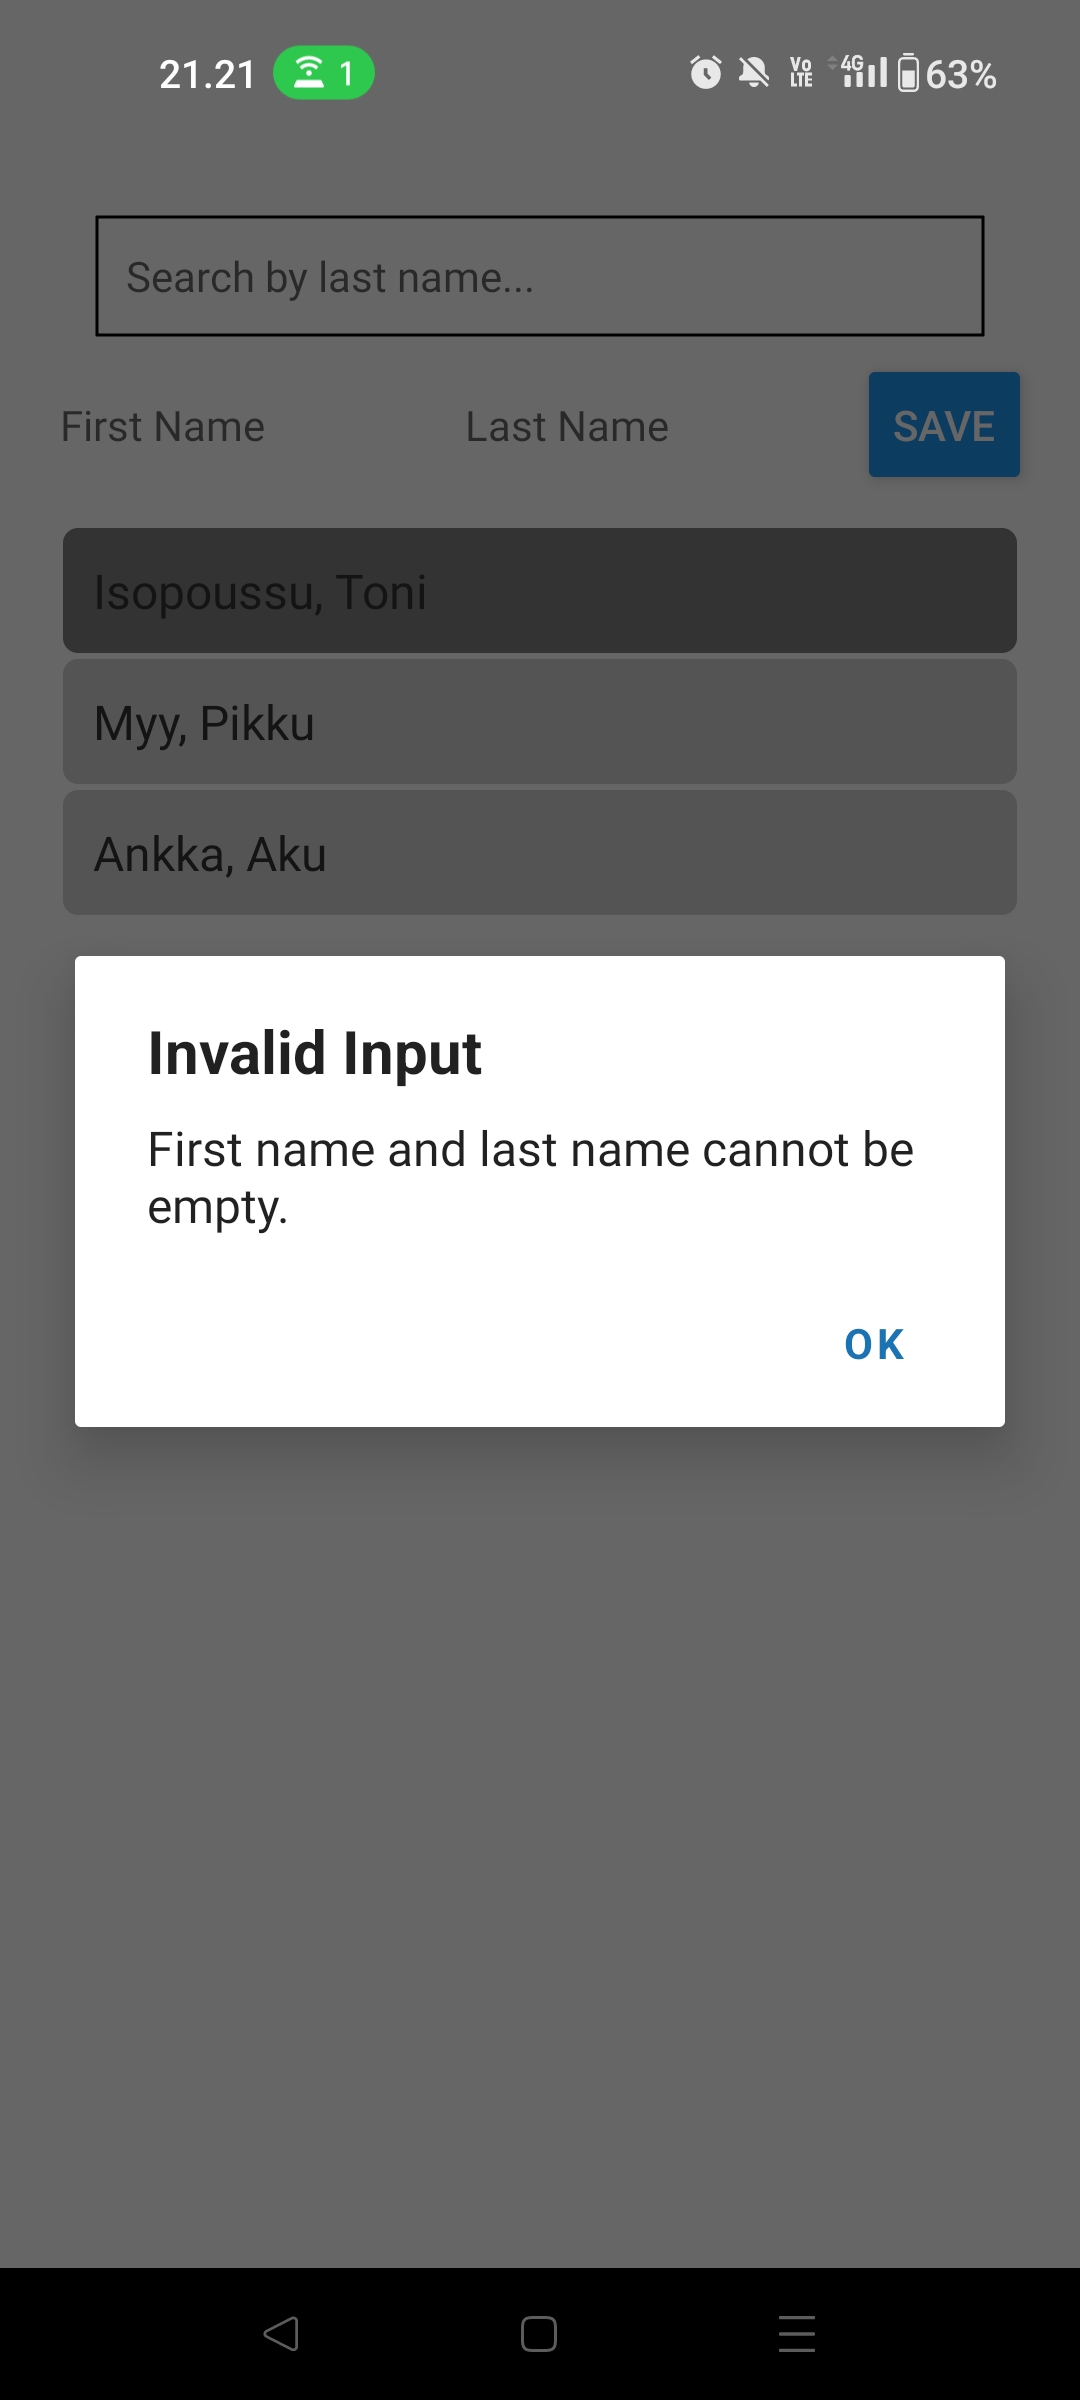 21.21 1 Vo LTE 4G 63%
Search by last name...
First Name Last Name SAVE
Isopoussu, Toni
Myy, Pikku
Ankka, Aku
Invalid Input
First name and last name cannot be
empty.
OK